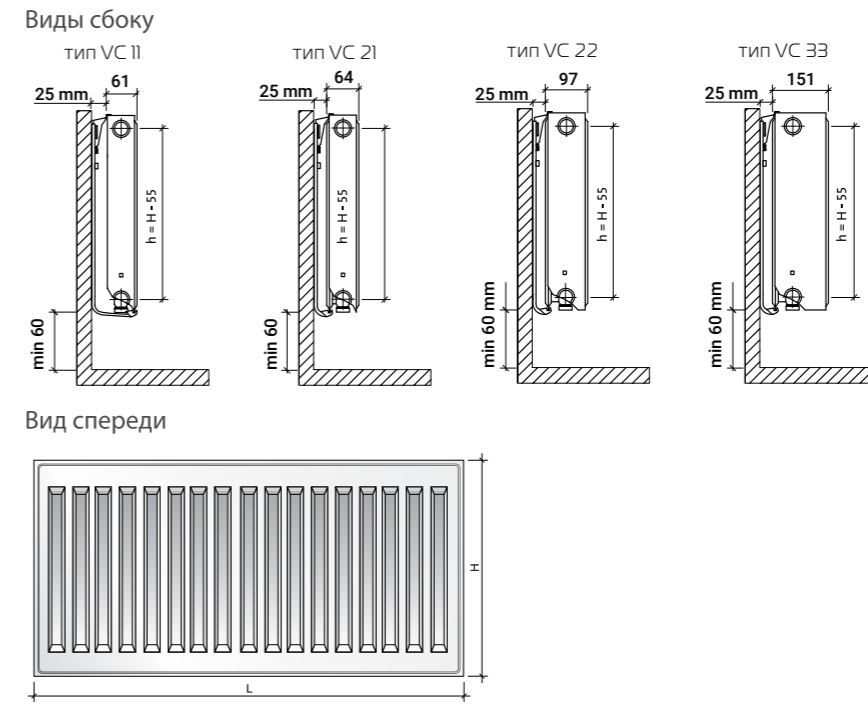 Виды сбоку
тип VC 11
тип VC 21
тип VC 22
тип VC 33
61
25 mm
64
25 mm
97
25 mm
151
25 mm
h = H - 55
h = H - 55
h = H - 55
h = H - 55
min 60
min 60
min 60 mm
min 60 mm
Вид спереди
H
L